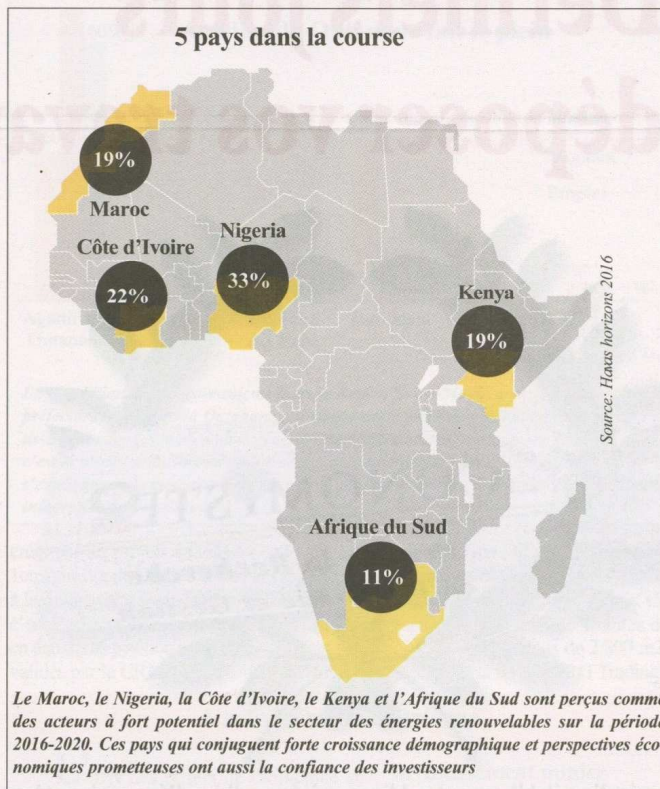 5 pays dans la course
19%
Maroc
Côte d'Ivoire
22%
Nigeria
33%
Kenya
19%
Source: Havas horizons 2016
Afrique du Sud
11%
Le Maroc, le Nigeria, la Côte d'Ivoire, le Kenya et l'Afrique du Sud sont perçus comme
des acteurs à fort potentiel dans le secteur des énergies renouvelables sur la période
2016-2020. Ces pays qui conjuguent forte croissance démographique et perspectives éco-
nomiques prometteuses ont aussi la confiance des investisseurs